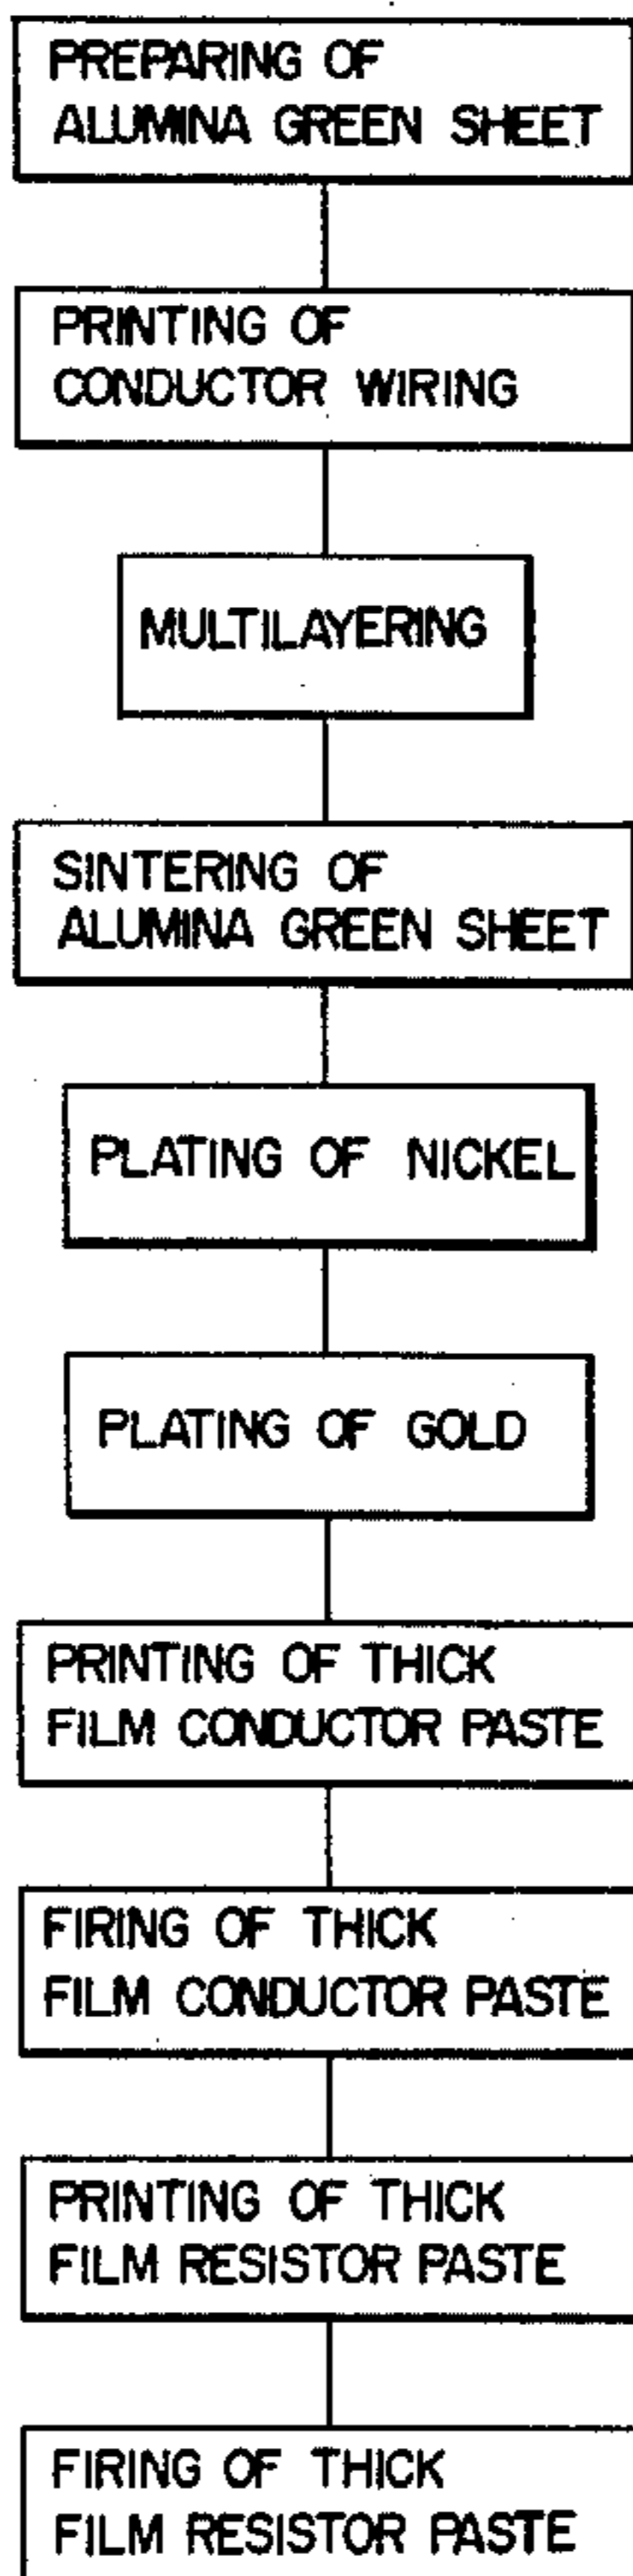 PREPARING OF
ALUMINA GREEN SHEET
PRINTING OF
CONDUCTOR WIRING
MULTILAYERING
SINTERING OF
ALUMINA GREEN SHEET
PLATING OF NICKEL
PLATING OF GOLD
PRINTING OF THICK
FILM CONDUCTOR PASTE
FIRING OF THICK
FILM CONDUCTOR PASTE
PRINTING OF THICK
FILM RESISTOR PASTE
FIRING OF THICK
FILM RESISTOR PASTE